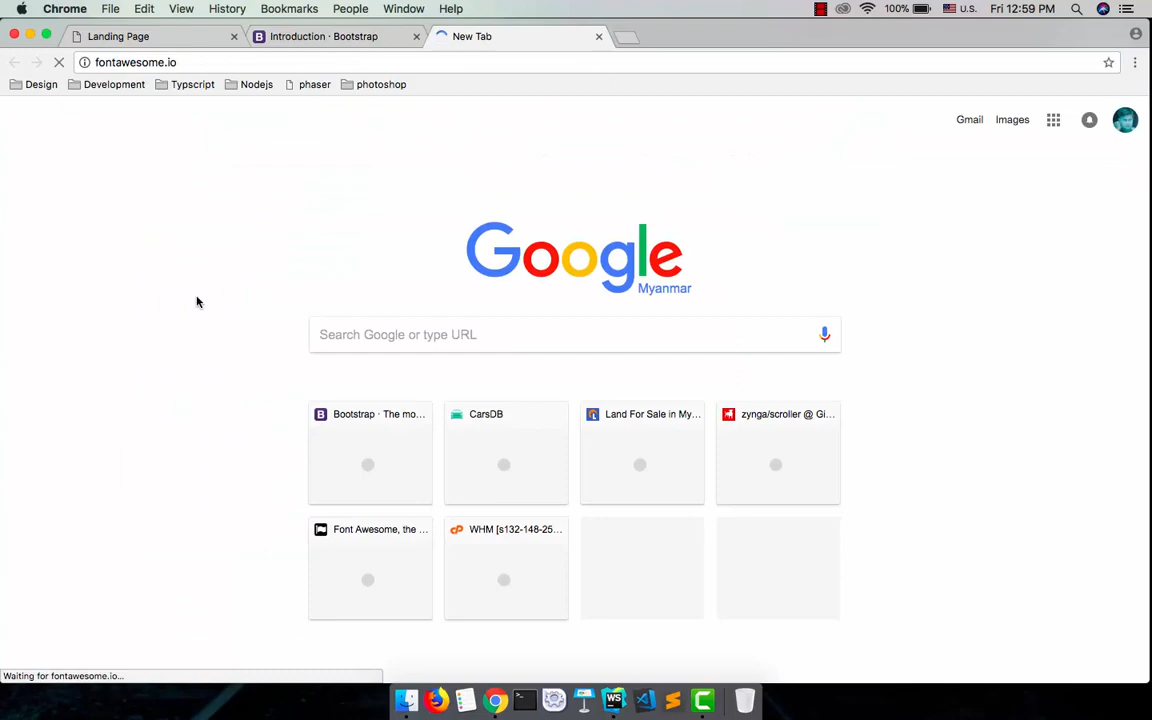 Chrome File Edit View History Bookmarks People Window Help 100% U.S. Fri 12:59 PM
Landing Page Introduction · Bootstrap New Tab
fontawesome.io
Design Development Typscript Nodejs phaser photoshop
Gmail Images
Google
Myanmar
Search Google or type URL
Bootstrap · The mo... CarsDB Land For Sale in My... zynga/scroller @ Gi...
Font Awesome, the ... WHM [s132-148-25...
Waiting for fontawesome.io...
WS